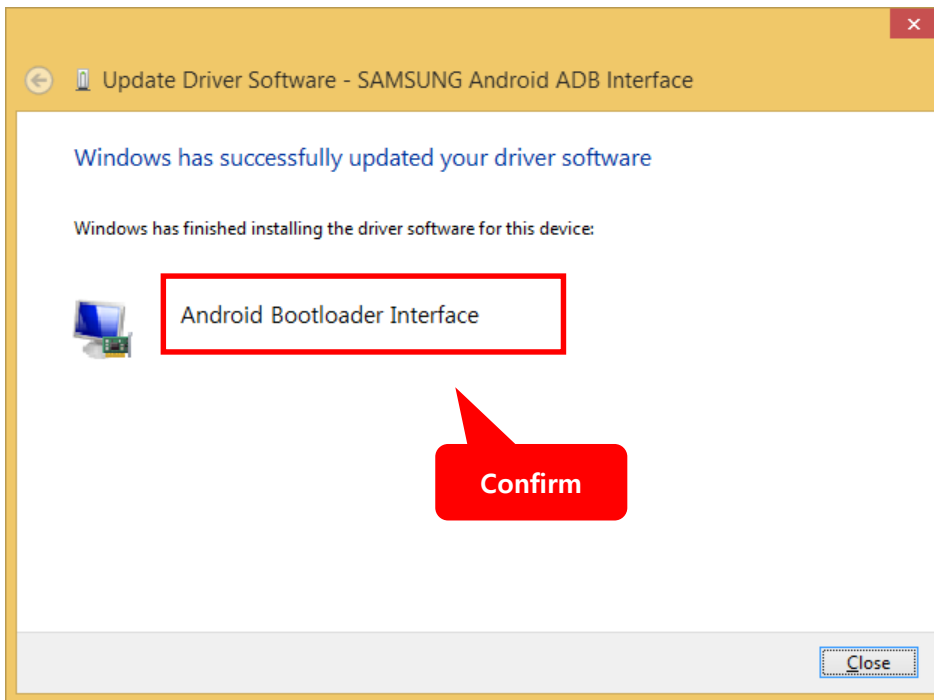 Update Driver Software - SAMSUNG Android ADB Interface
Windows has successfully updated your driver software
Windows has finished installing the driver software for this device:
Android Bootloader Interface
Confirm
Close